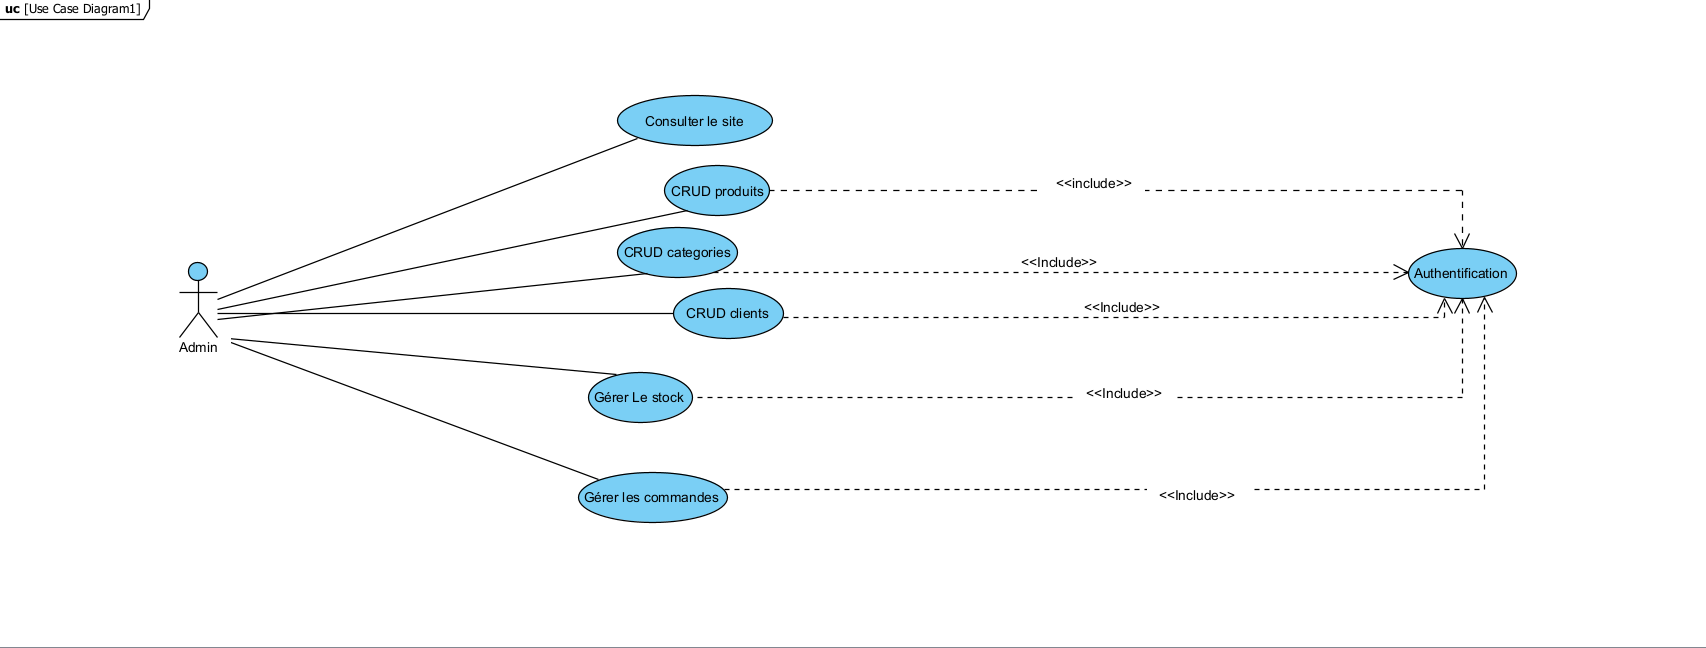 uc [Use Case Diagram1]
Consulter le site
CRUD produits
<<include>>
CRUD categories
<<Include>>
Authentification
CRUD clients
<<Include>>
Admin
Gérer Le stock
<<Include>>
Gérer les commandes
<<Include>>